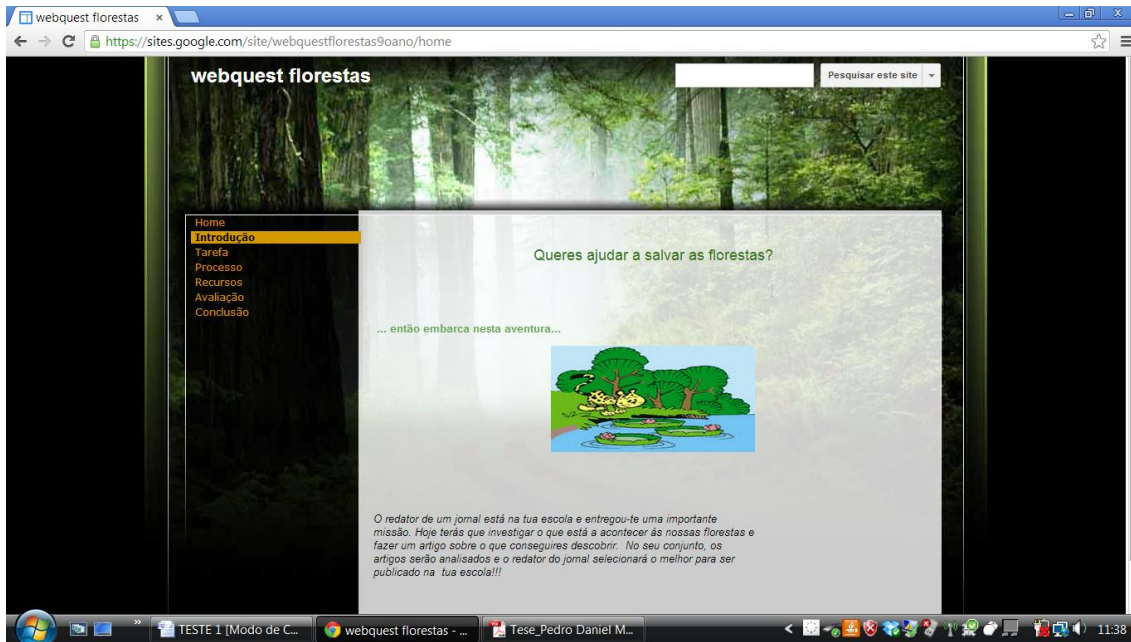 webquest florestas
https://sites.google.com/site/webquestflorestas9oano/home
webquest florestas
Pesquisar este site
Home
Introdução
Tarefa
Processo
Recursos
Avaliação
Conclusão
Queres ajudar a salvar as florestas?
... então embarca nesta aventura...
O redator de um jornal está na tua escola e entregou-te uma importante
missão. Hoje terás que investigar o que está a acontecer às nossas florestas e
fazer um artigo sobre o que conseguires descobrir. No seu conjunto, os
artigos serão analisados e o redator do jornal selecionará o melhor para ser
publicado na tua escola!!!
TESTE 1 [Modo de C...
webquest florestas - ...
Tese_Pedro Daniel M...
11:38